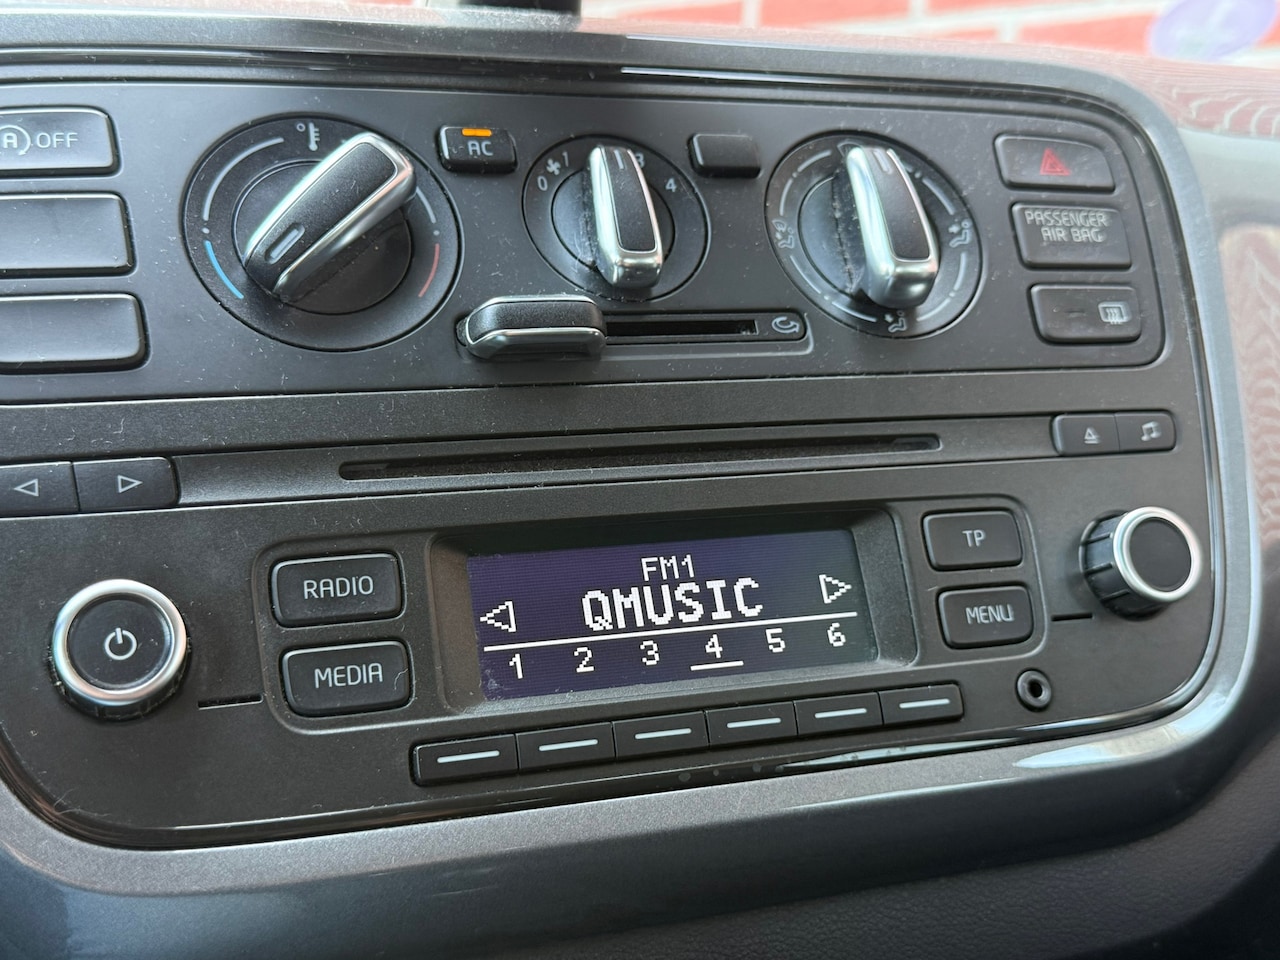 A OFF
AC
0 1 3 4
PASSENGER
AIR BAG
RADIO
MEDIA
FM1
QMUSIC
1 2 3 4 5 6
TP
MENU